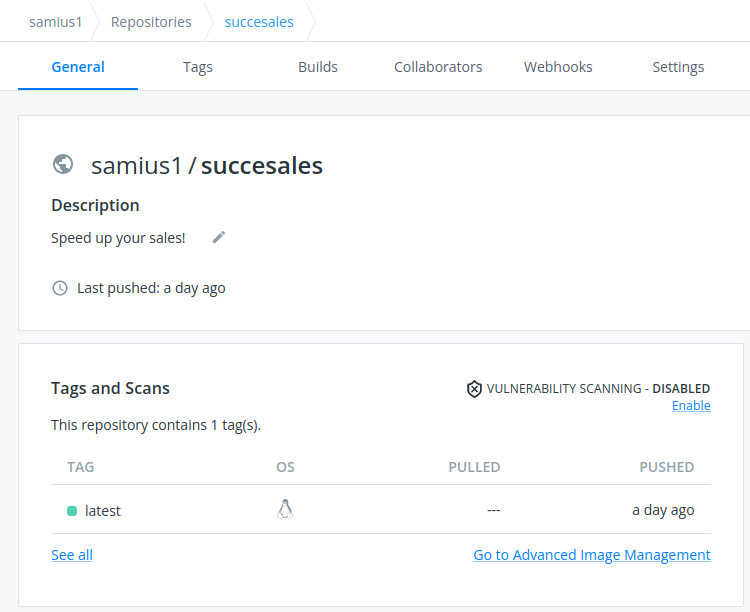 samius1 Repositories succesales
General Tags Builds Collaborators Webhooks Settings
samius1 / succesales
Description
Speed up your sales!
Last pushed: a day ago
Tags and Scans
VULNERABILITY SCANNING - DISABLED
Enable
This repository contains 1 tag(s).
TAG OS PULLED PUSHED
latest --- a day ago
See all Go to Advanced Image Management